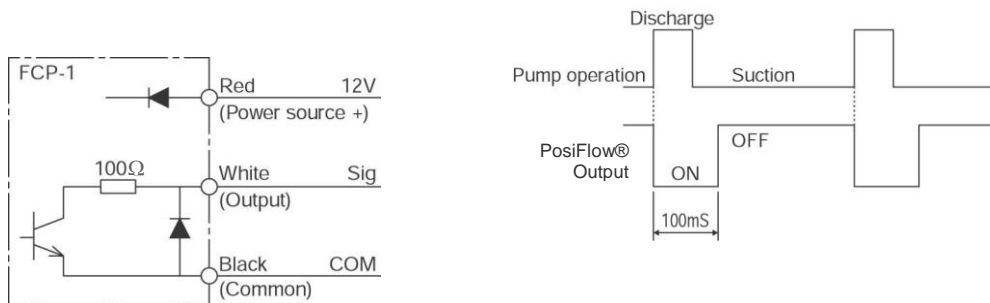 FCP-1
Red 12V
(Power source +)
100Ω
White Sig
(Output)
Black COM
(Common)
Discharge
Pump operation Suction
PosiFlow® OFF
Output
ON
100mS